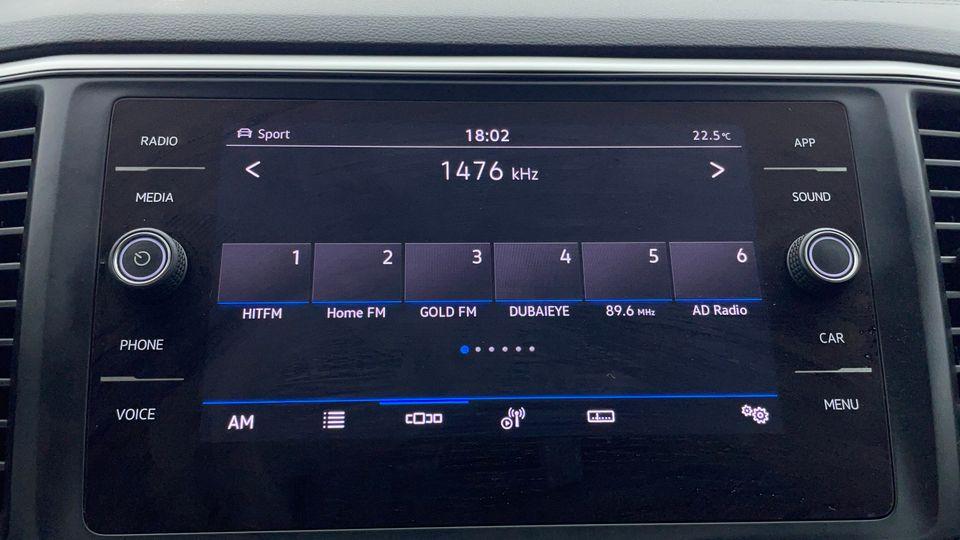 RADIO
MEDIA
PHONE
VOICE
Sport 18:02 22.5°C
< 1476 kHz >
1 2 3 4 5 6
HITFM Home FM GOLD FM DUBAIEYE 89.6 MHz AD Radio
AM
APP
SOUND
CAR
MENU